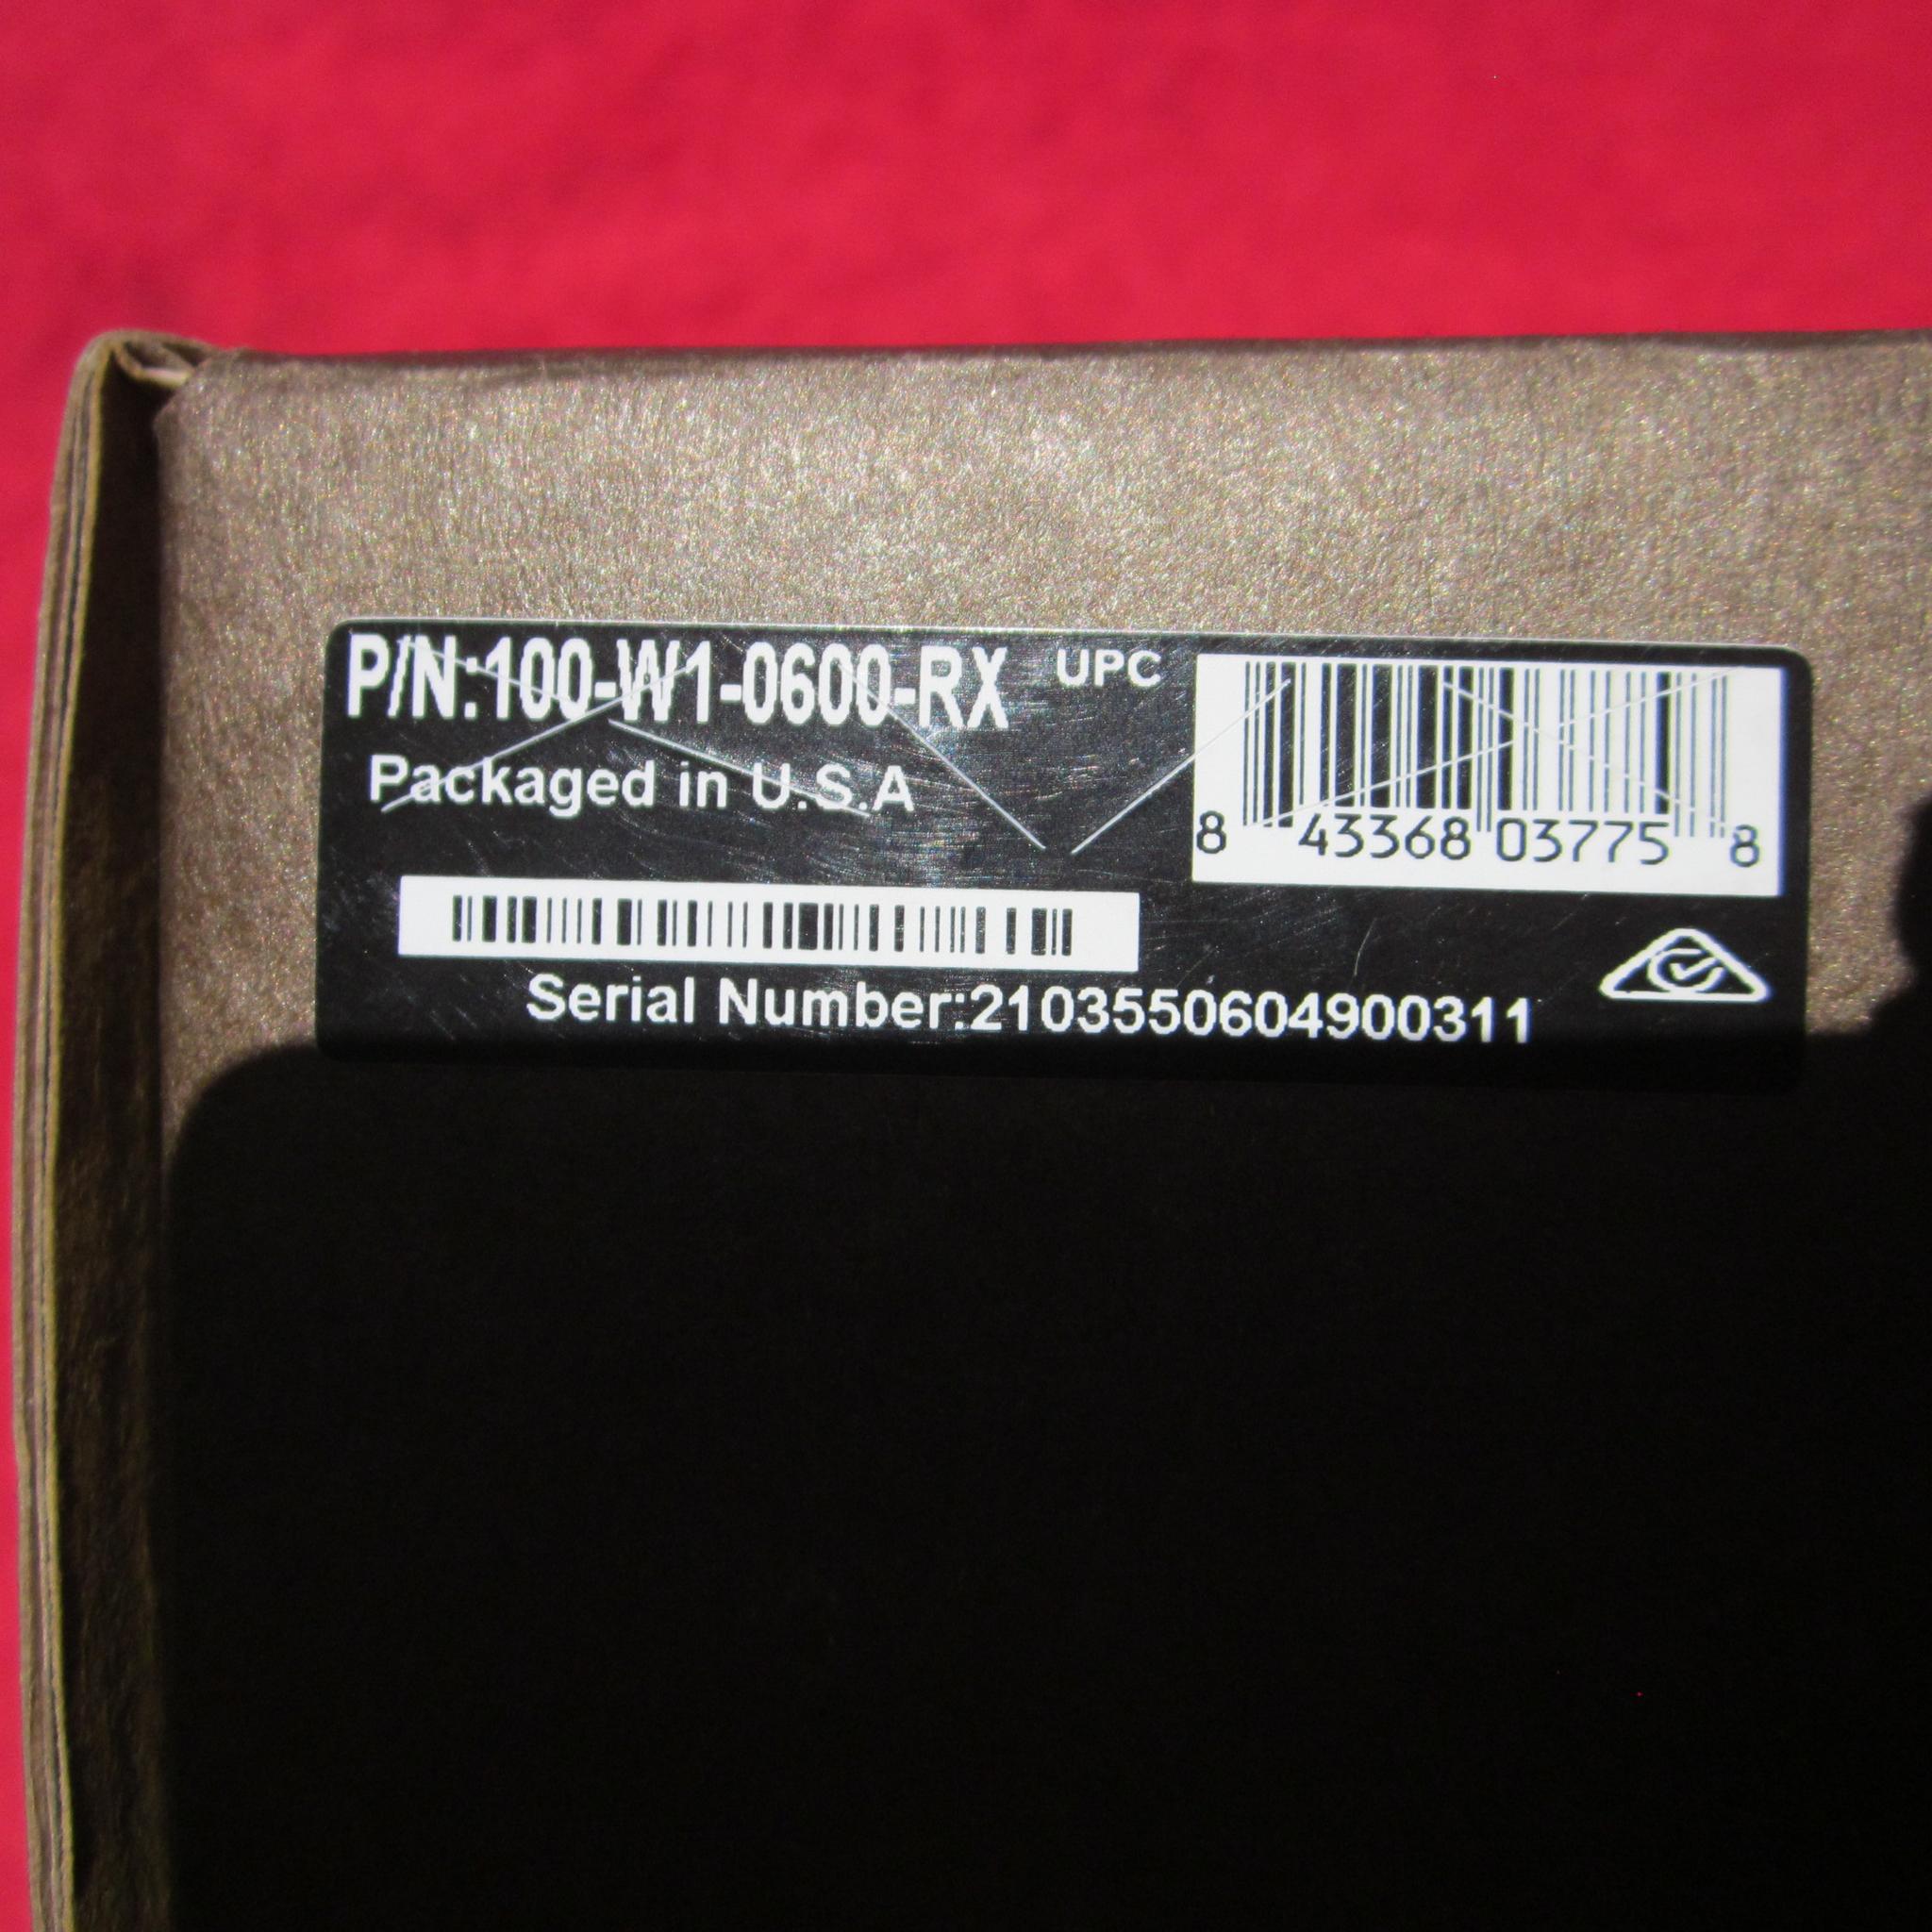 P/N:100-W1-0600-RX
UPC
Packaged in U.S.A
8 43368 03775 8
Serial Number:2103550604900311